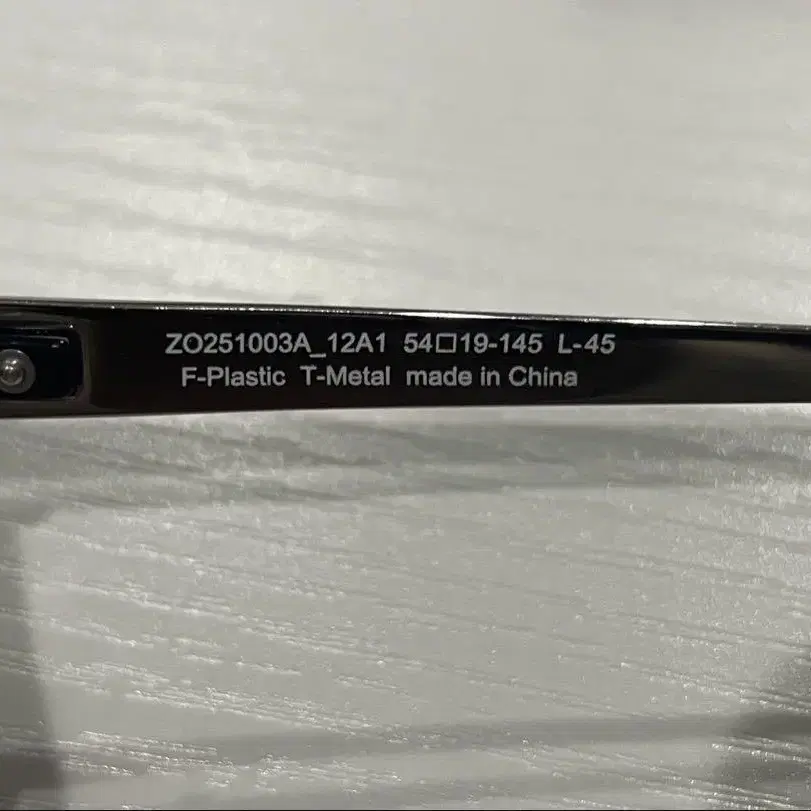 ZO251003A_12A1 54□19-145 L-45
F-Plastic T-Metal made in China